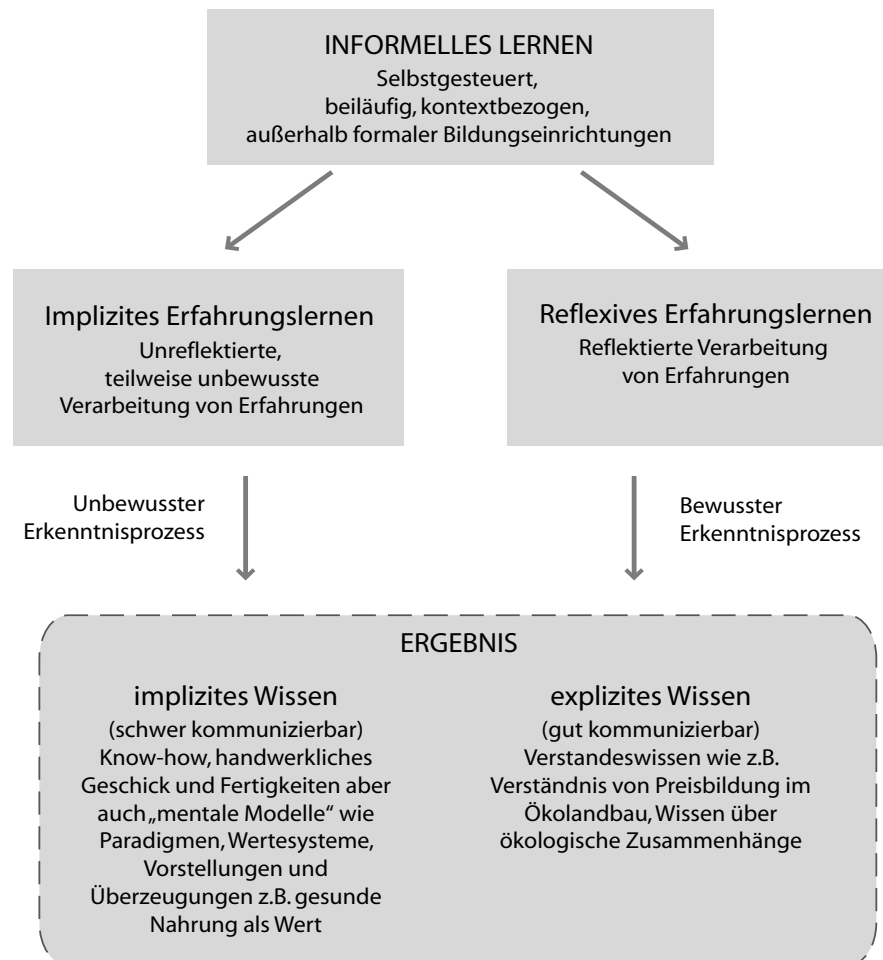 INFORMELLES LERNEN
Selbstgesteuert,
beiläufig, kontextbezogen,
außerhalb formaler Bildungseinrichtungen
Implizites Erfahrungslernen
Unreflektierte,
teilweise unbewusste
Verarbeitung von Erfahrungen
Reflexives Erfahrungslernen
Reflektierte Verarbeitung
von Erfahrungen
Unbewusster
Erkenntnisprozess
Bewusster
Erkenntnisprozess
ERGEBNIS
implizites Wissen
(schwer kommunizierbar)
Know-how, handwerkliches
Geschick und Fertigkeiten aber
auch „mentale Modelle“ wie
Paradigmen, Wertesysteme,
Vorstellungen und
Überzeugungen z.B. gesunde
Nahrung als Wert
explizites Wissen
(gut kommunizierbar)
Verstandeswissen wie z.B.
Verständnis von Preisbildung im
Ökolandbau, Wissen über
ökologische Zusammenhänge